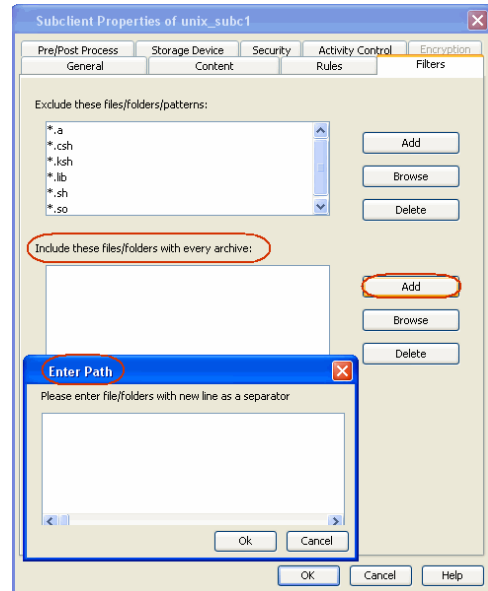 Subclient Properties of unix_subc1
Pre/Post Process Storage Device Security Activity Control Encryption
General Content Rules Filters
Exclude these files/folders/patterns:
*.a
*.csh
*.ksh
*.lib
*.sh
*.so
Add
Browse
Delete
Include these files/folders with every archive:
Add
Browse
Delete
Enter Path
Please enter file/folders with new line as a separator
Ok Cancel
OK Cancel Help